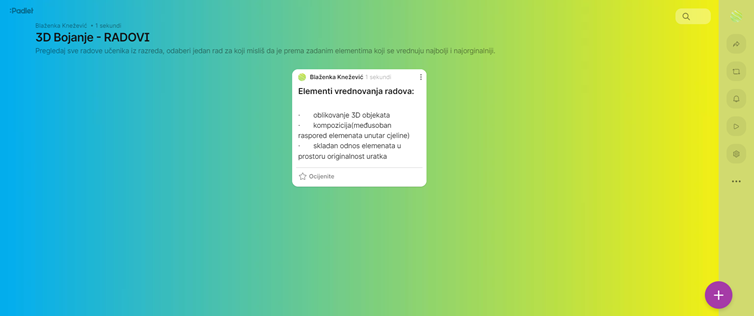 :Padlet
Blaženka Knežević • 1 sekundi
3D Bojanje - RADOVI
Pregledaj sve radove učenika iz razreda, odaberi jedan rad za koji misliš da je prema zadanim elementima koji se vrednuju najbolji i najorginalniji.
Blaženka Knežević 1 sekundi
Elementi vrednovanja radova:
· oblikovanje 3D objekata
· kompozicija(međusoban
raspored elemenata unutar cjeline)
· skladan odnos elemenata u
prostoru originalnost uratka
Ocijenite